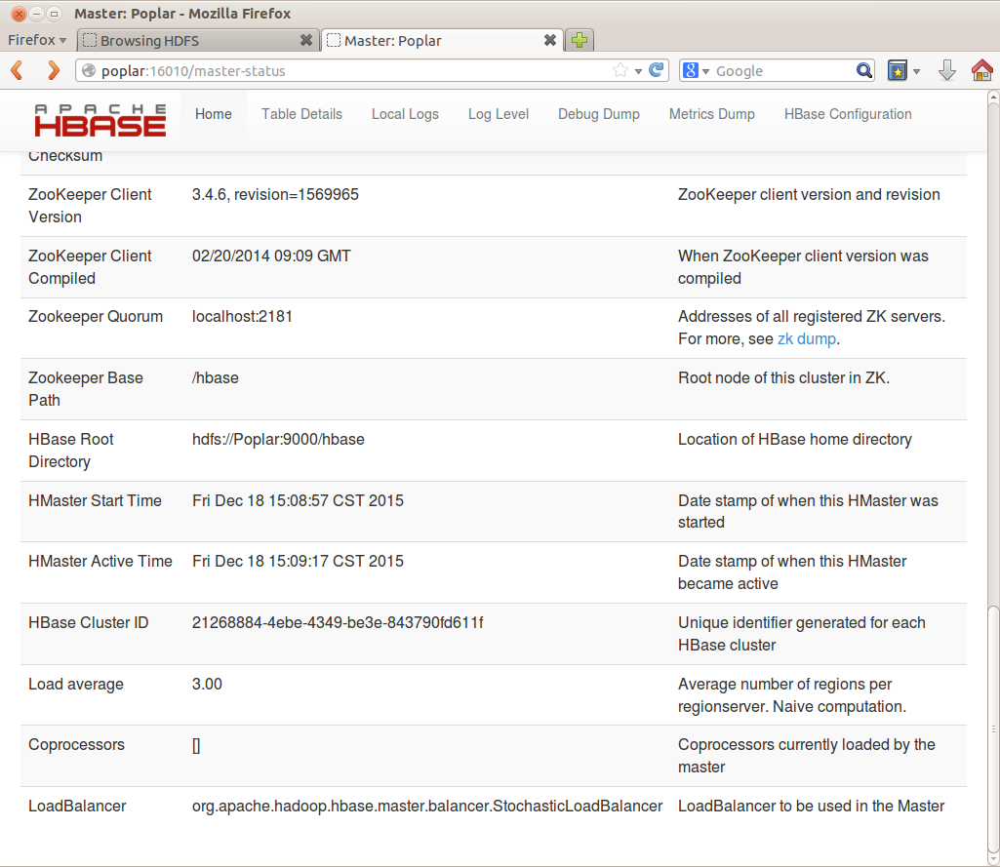 Master: Poplar - Mozilla Firefox
Firefox
Browsing HDFS
Master: Poplar
poplar:16010/master-status
Google
APACHE
HBASE
Home
Table Details
Local Logs
Log Level
Debug Dump
Metrics Dump
HBase Configuration
Checksum
ZooKeeper Client
Version
3.4.6, revision=1569965
ZooKeeper client version and revision
ZooKeeper Client
Compiled
02/20/2014 09:09 GMT
When ZooKeeper client version was
compiled
Zookeeper Quorum
localhost:2181
Addresses of all registered ZK servers.
For more, see zk dump.
Zookeeper Base
Path
/hbase
Root node of this cluster in ZK.
HBase Root
Directory
hdfs://Poplar:9000/hbase
Location of HBase home directory
HMaster Start Time
Fri Dec 18 15:08:57 CST 2015
Date stamp of when this HMaster was
started
HMaster Active Time
Fri Dec 18 15:09:17 CST 2015
Date stamp of when this HMaster
became active
HBase Cluster ID
21268884-4ebe-4349-be3e-843790fd611f
Unique identifier generated for each
HBase cluster
Load average
3.00
Average number of regions per
regionserver. Naive computation.
Coprocessors
[]
Coprocessors currently loaded by the
master
LoadBalancer
org.apache.hadoop.hbase.master.balancer.StochasticLoadBalancer
LoadBalancer to be used in the Master